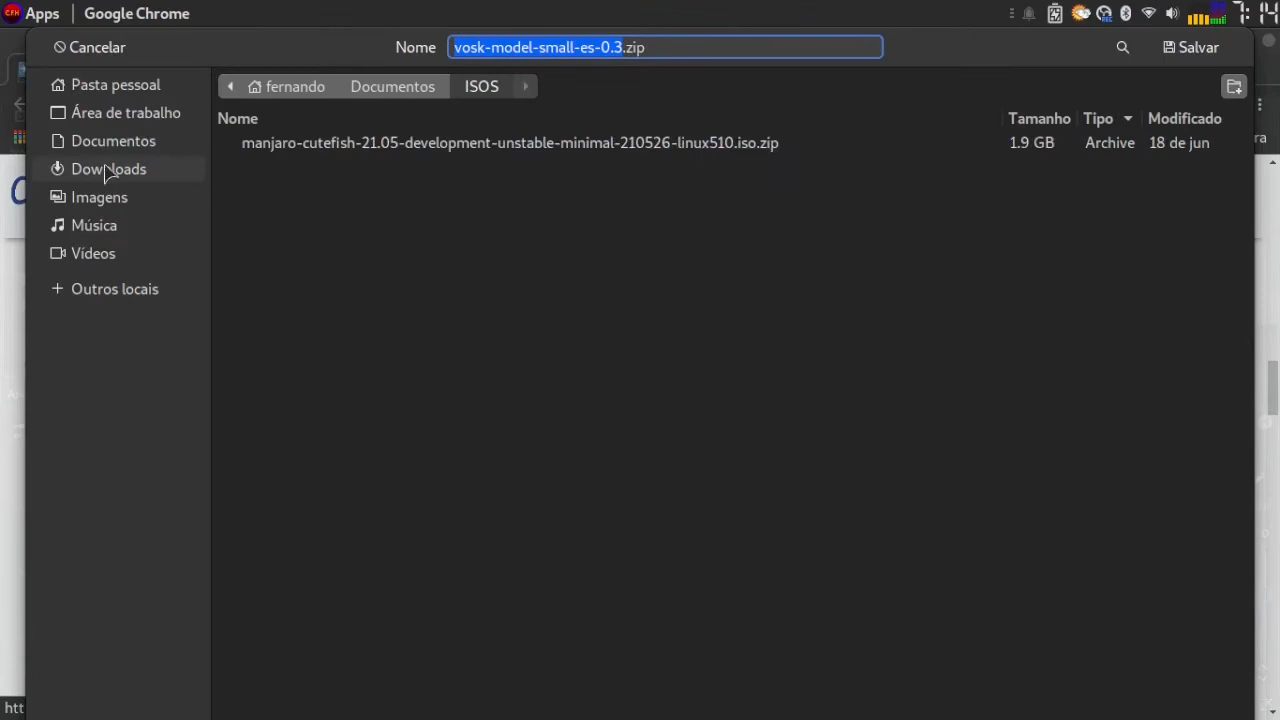 CFH Apps Google Chrome
Cancelar Nome vosk-model-small-es-0.3.zip Salvar
Pasta pessoal
Área de trabalho
Documentos
Downloads
Imagens
Música
Vídeos
Outros locais
fernando Documentos ISOS
Nome Tamanho Tipo Modificado
manjaro-cutefish-21.05-development-unstable-minimal-210526-linux510.iso.zip 1.9 GB Archive 18 de jun
ra
htt